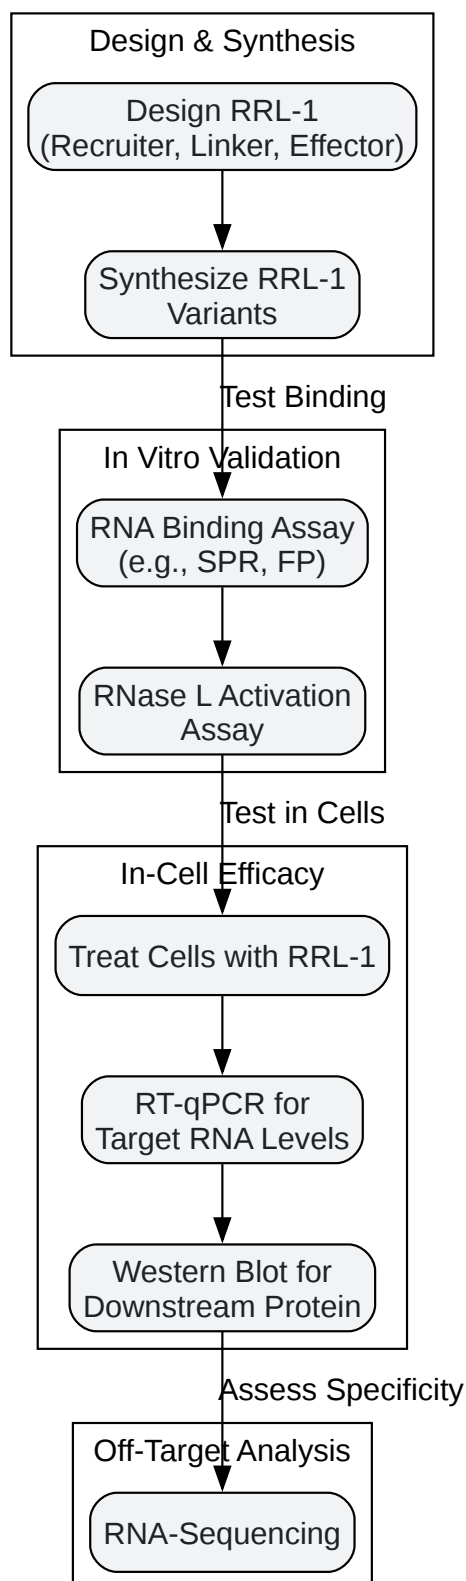 Design & Synthesis
Design RRL-1
(Recruiter, Linker, Effector)
Synthesize RRL-1
Variants
Test Binding
In Vitro Validation
RNA Binding Assay
(e.g., SPR, FP)
RNase L Activation
Assay
Test in Cells
In-Cell Efficacy
Treat Cells with RRL-1
RT-qPCR for
Target RNA Levels
Western Blot for
Downstream Protein
Assess Specificity
Off-Target Analysis
RNA-Sequencing